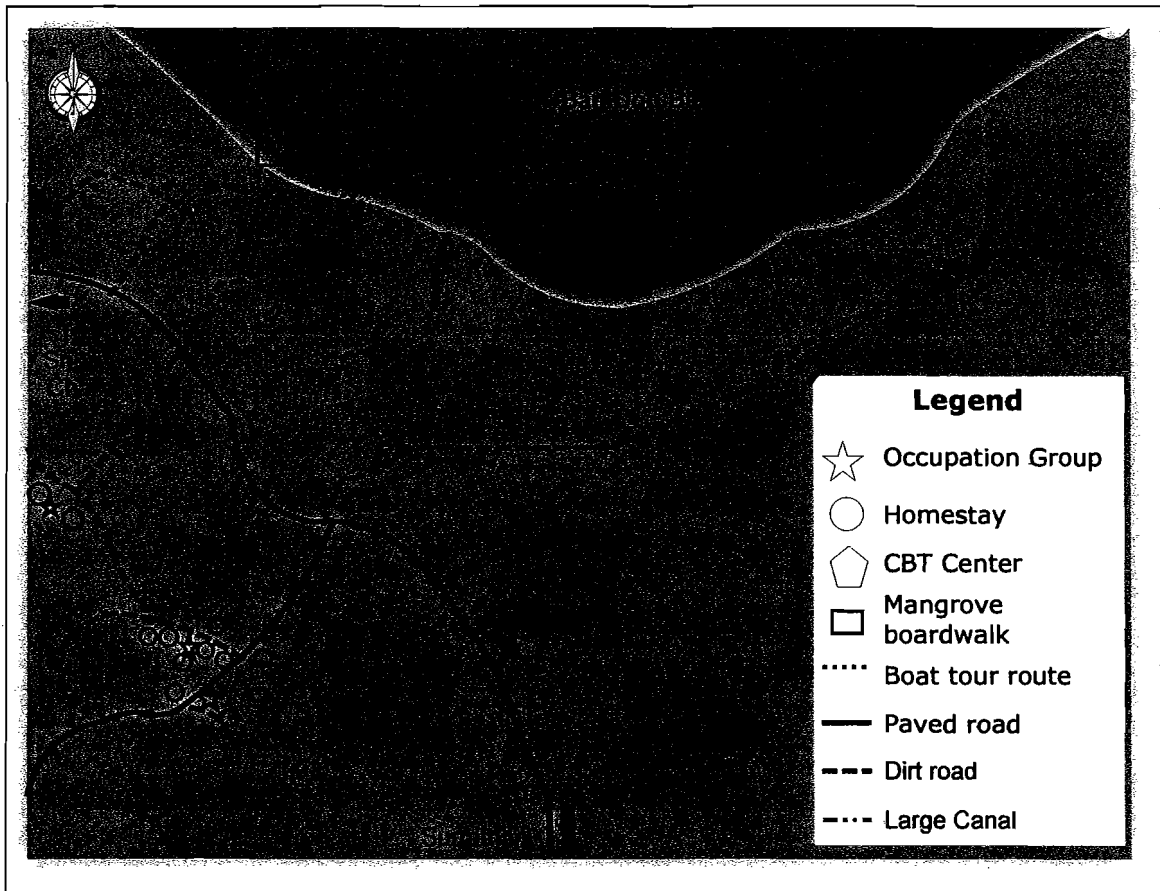 Legend
Occupation Group
Homestay
CBT Center
Mangrove
boardwalk
Boat tour route
Paved road
Dirt road
Large Canal